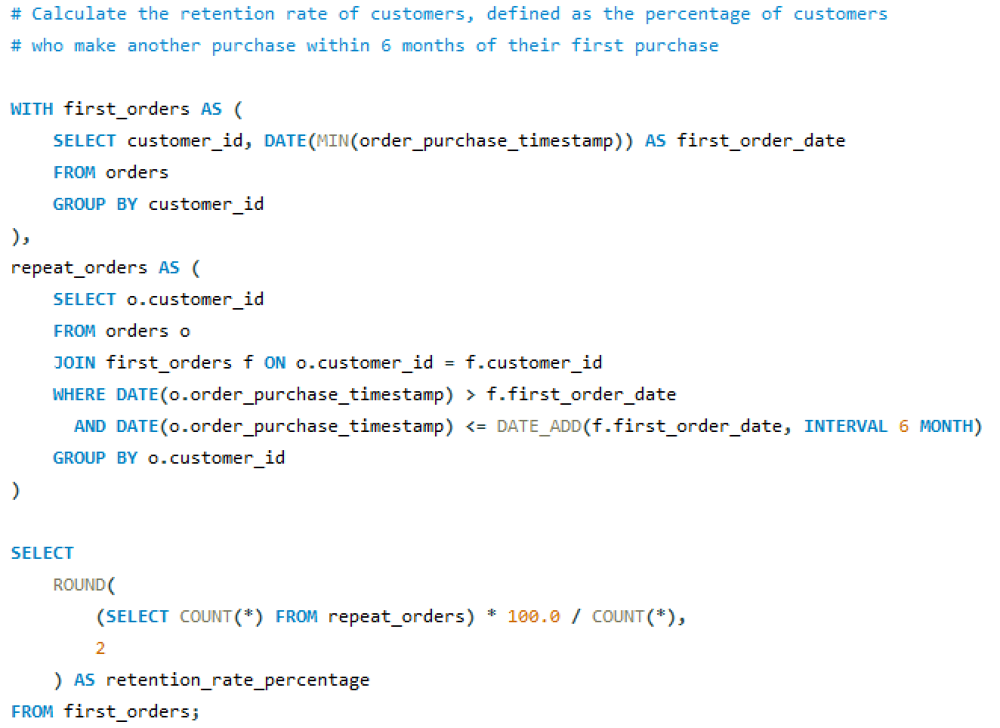 # Calculate the retention rate of customers, defined as the percentage of customers
# who make another purchase within 6 months of their first purchase
WITH first_orders AS (
    SELECT customer_id, DATE(MIN(order_purchase_timestamp)) AS first_order_date
    FROM orders
    GROUP BY customer_id
),
repeat_orders AS (
    SELECT o.customer_id
    FROM orders o
    JOIN first_orders f ON o.customer_id = f.customer_id
    WHERE DATE(o.order_purchase_timestamp) > f.first_order_date
      AND DATE(o.order_purchase_timestamp) <= DATE_ADD(f.first_order_date, INTERVAL 6 MONTH)
    GROUP BY o.customer_id
)
SELECT
    ROUND(
        (SELECT COUNT(*) FROM repeat_orders) * 100.0 / COUNT(*),
        2
    ) AS retention_rate_percentage
FROM first_orders;